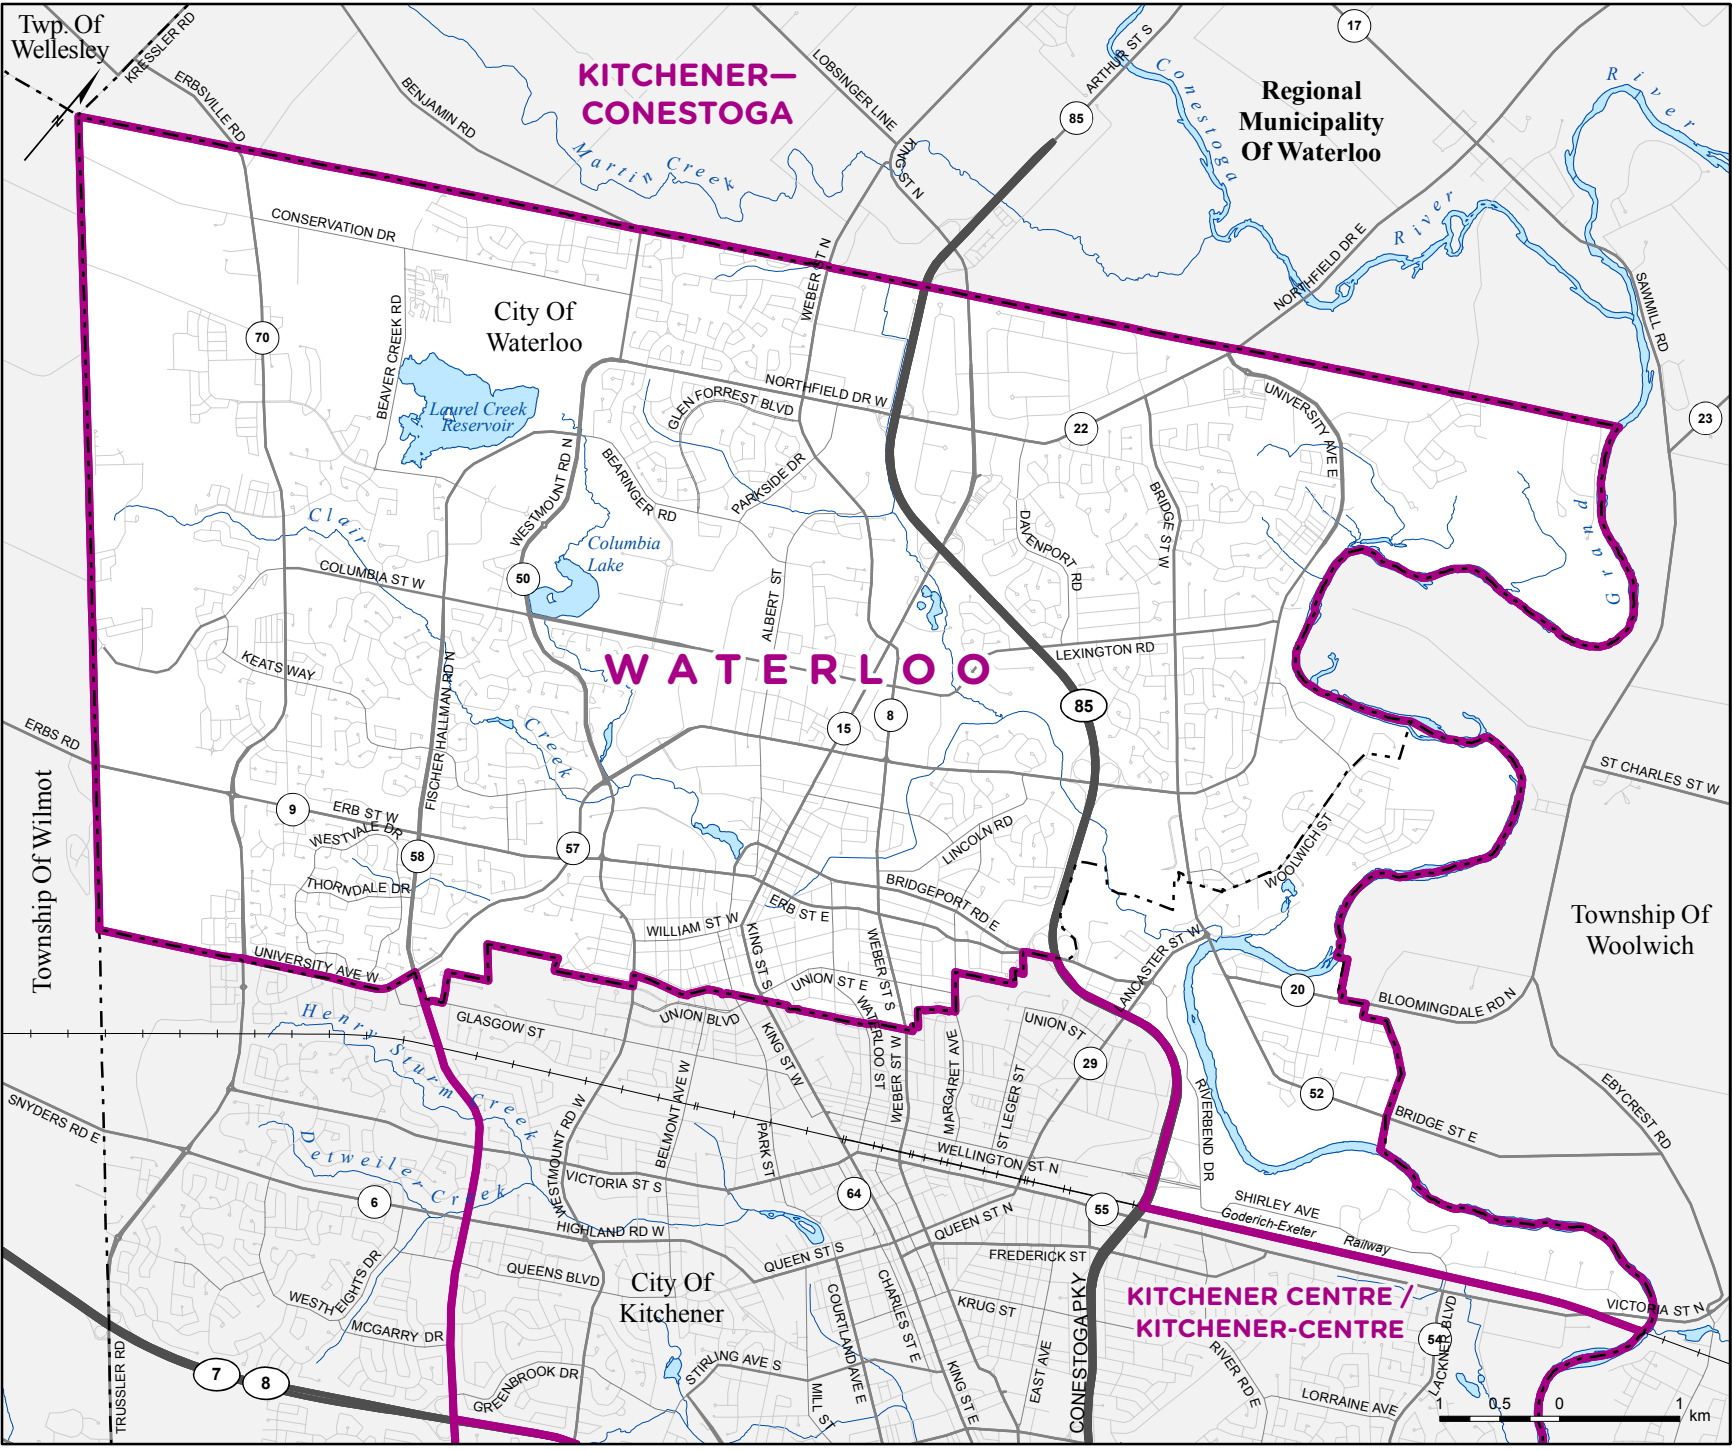 Twp. Of
Wellesley
KRESSLER RD
ERBSVILLE RD
BENJAMIN RD
KITCHENER—
CONESTOGA
LOBSINGER LINE
KING ST N
ARTHUR ST S
85
17
Conestoga
Regional
Municipality
Of Waterloo
River
Martin Creek
N
CONSERVATION DR
WEBER ST N
River
NORTHFIELD DR E
SAWMILL RD
City Of
Waterloo
70
BEAVER CREEK RD
Laurel Creek
Reservoir
NORTHFIELD DR W
GLEN FORREST BLVD
22
UNIVERSITY AVE E
23
WESTMOUNT RD N
BEARINGER RD
PARKSIDE DR
BRIDGE ST W
DAVENPORT RD
Grand
Clair
Columbia
Lake
COLUMBIA ST W
50
ALBERT ST
LEXINGTON RD
KEATS WAY
FISCHER HALLMAN RD N
WATERLOO
85
15
8
Creek
ERBS RD
ST CHARLES ST W
Township Of Wilmot
9
ERB ST W
WESTVALE DR
58
57
THORNDALE DR
LINCOLN RD
WOOLWICH ST
BRIDGEPORT RD E
ERB ST E
WILLIAM ST W
KING ST S
WEBER ST S
Township Of
Woolwich
UNIVERSITY AVE W
UNION ST E
ANCASTER ST W
20
BLOOMINGDALE RD N
Henry Sturm Creek
GLASGOW ST
UNION BLVD
KING ST W
WATERLOO ST
WEBER ST W
MARGARET AVE
UNION ST
ST LEGER ST
29
RIVERBEND DR
52
BRIDGE ST E
EBYCREST RD
SNYDERS RD E
Detweiler Creek
WESTMOUNT RD W
BELMONT AVE W
PARK ST
WELLINGTON ST N
VICTORIA ST S
6
64
55
SHIRLEY AVE
Goderich-Exeter Railway
HIGHLAND RD W
QUEEN ST N
QUEEN ST S
FREDERICK ST
WESTHEIGHTS DR
QUEENS BLVD
City Of
Kitchener
COURTLAND AVE E
CHARLES ST E
KRUG ST
CONESTOGA PKY
KITCHENER CENTRE /
KITCHENER-CENTRE
VICTORIA ST N
MCGARRY DR
54
LACKNER BLVD
TRUSSLER RD
7
8
GREENBROOK DR
STIRLING AVE S
MILL ST
KING ST E
EAST AVE
RIVER RD E
LORRAINE AVE
1 0.5 0 1
km